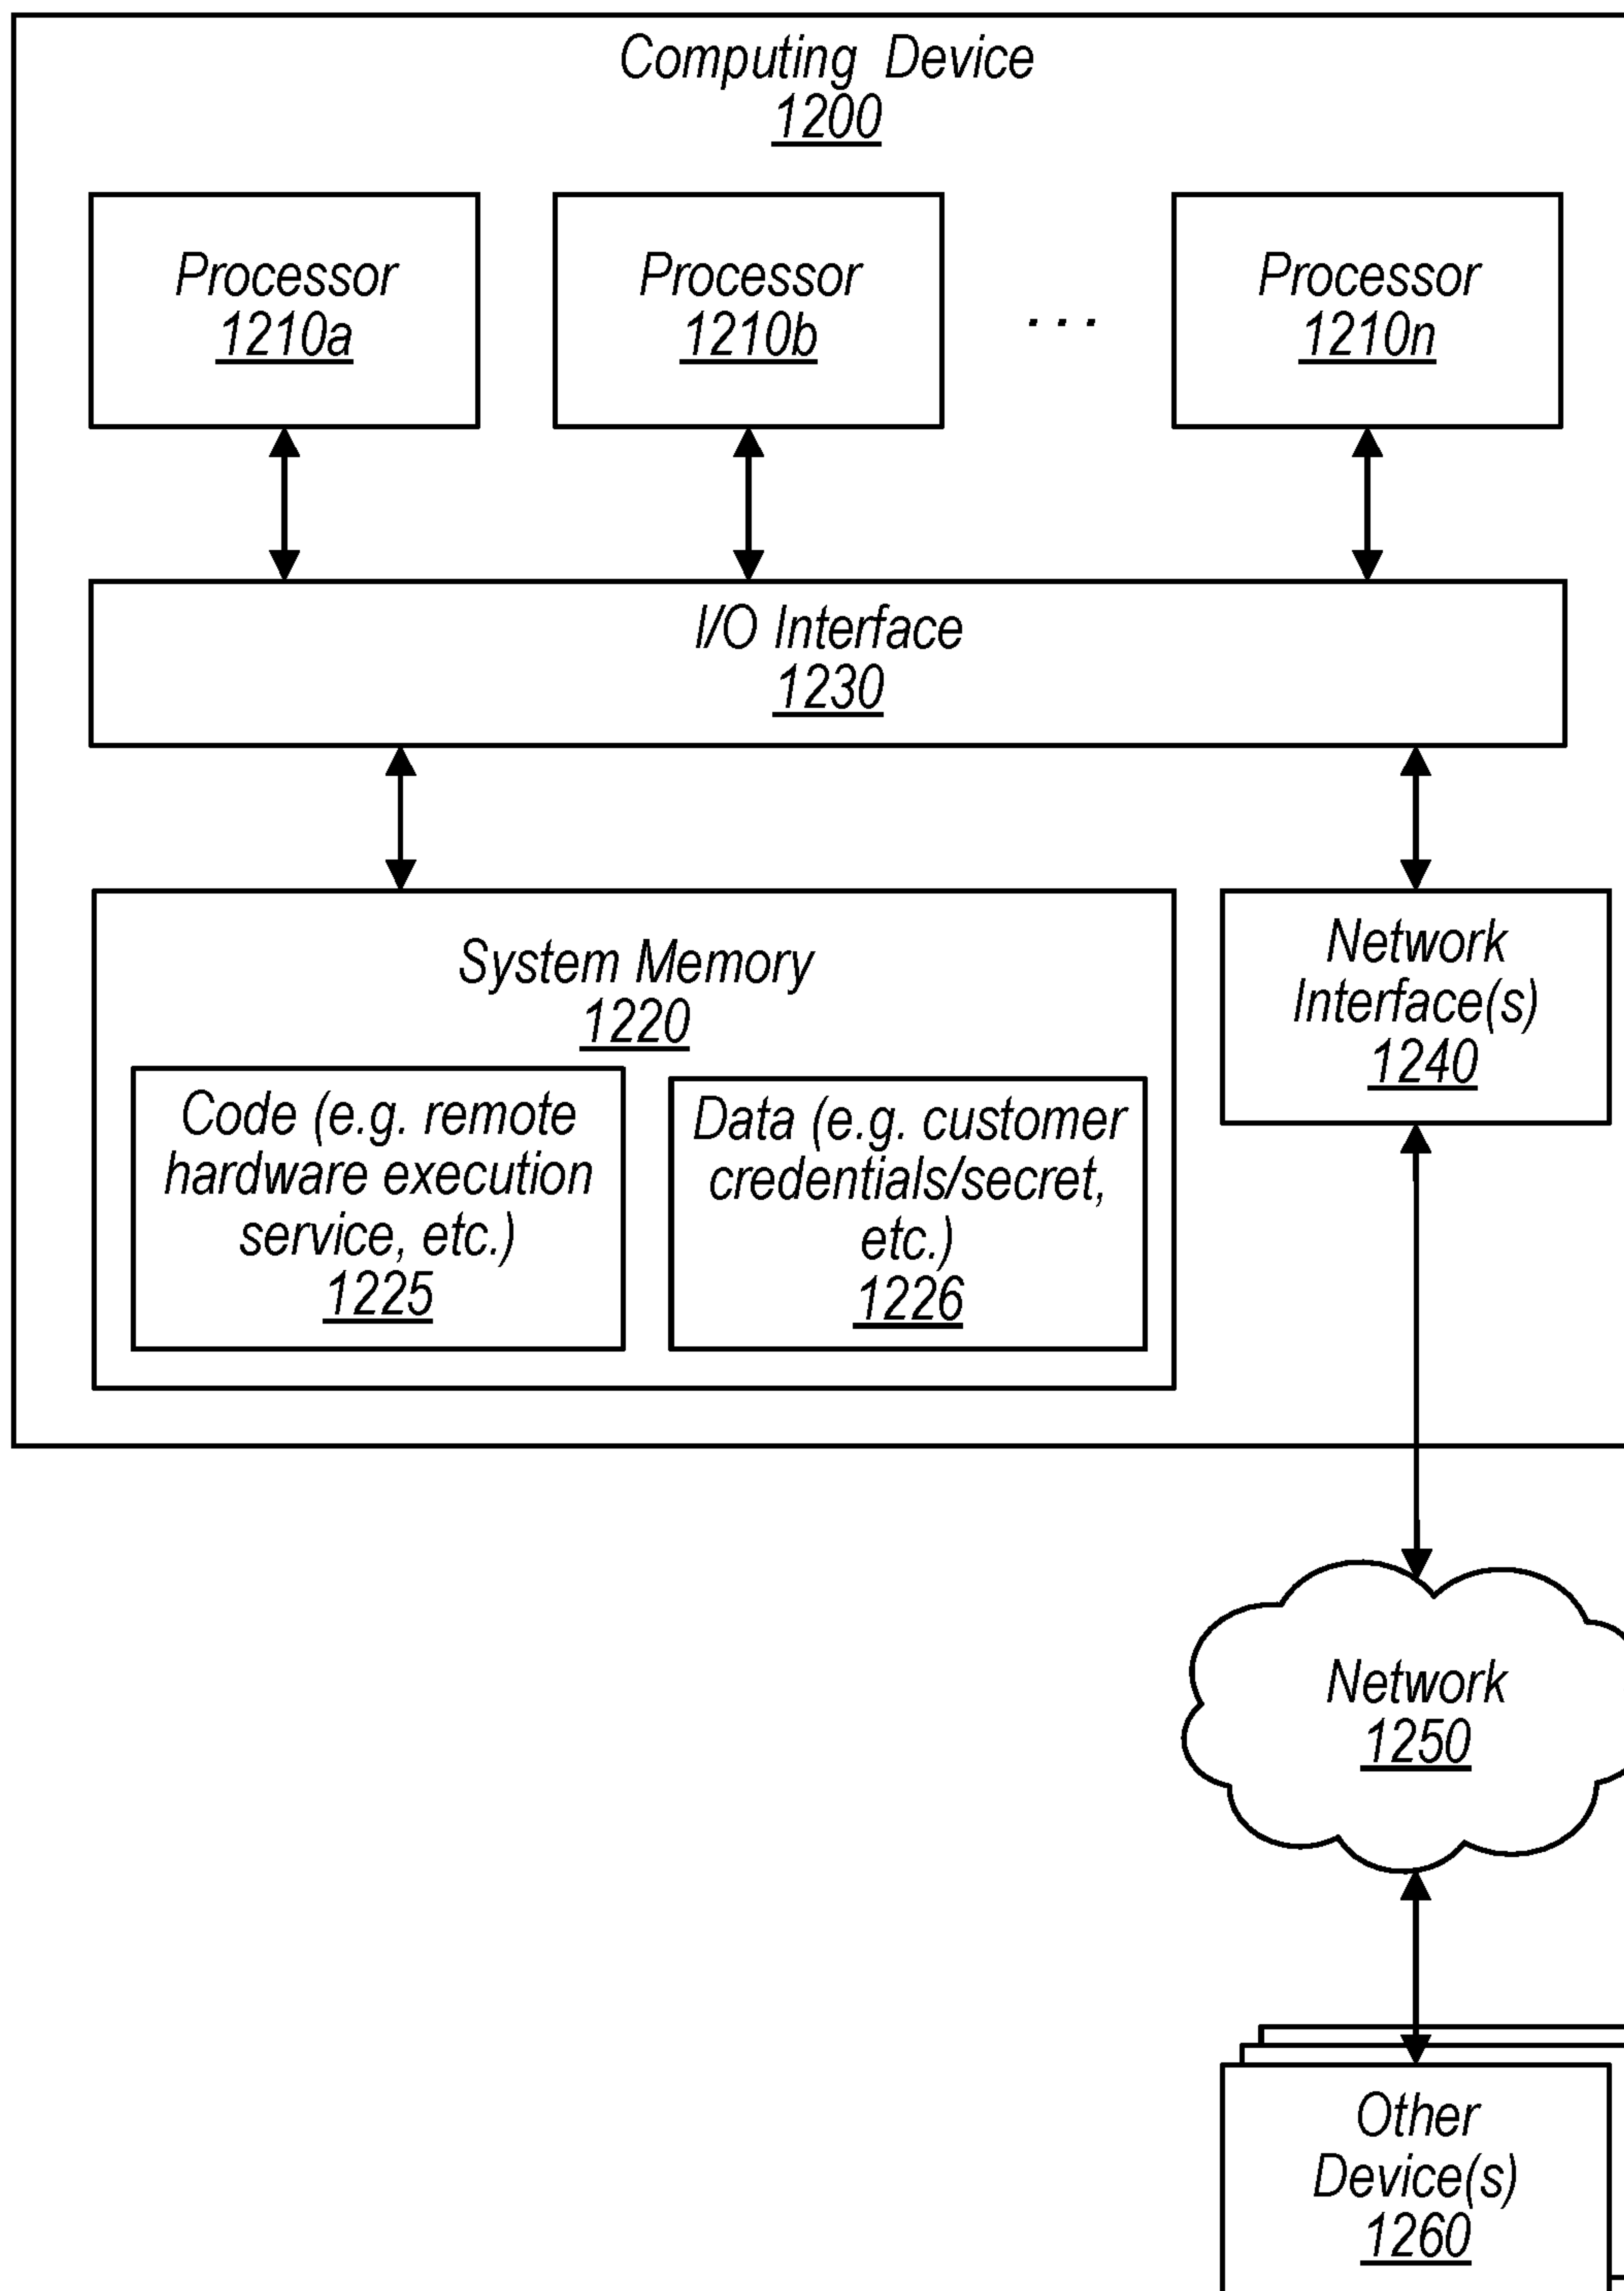 Computing Device
1200
Processor
1210a
Processor
1210b
...
Processor
1210n
I/O Interface
1230
System Memory
1220
Code (e.g. remote
hardware execution
service, etc.)
1225
Data (e.g. customer
credentials/secret,
etc.)
1226
Network
Interface(s)
1240
Network
1250
Other
Device(s)
1260